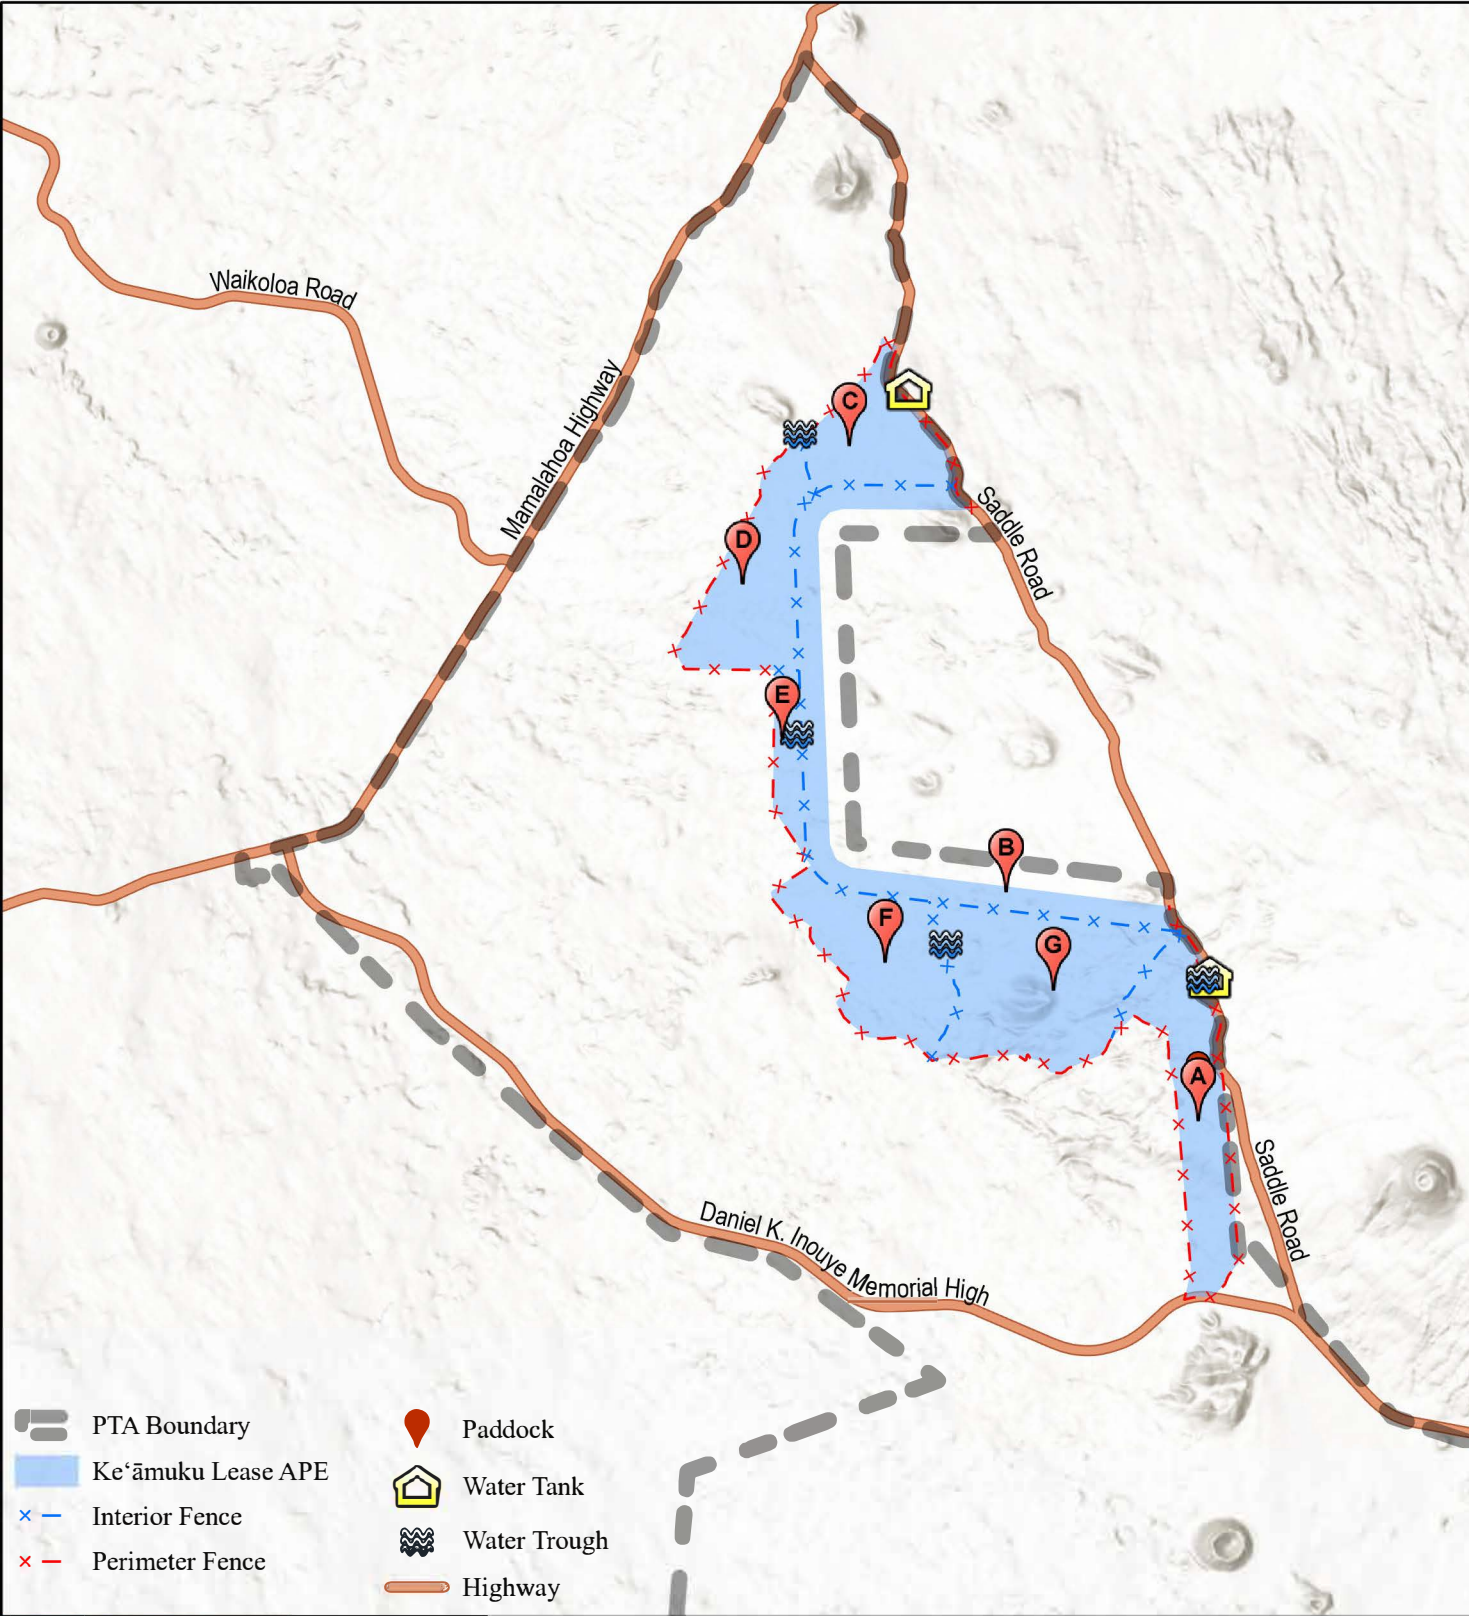 Waikoloa Road
Mamalahoa Highway
C
Saddle Road
D
E
B
F
G
A
Saddle Road
Daniel K. Inouye Memorial High
PTA Boundary
Keʻāmuku Lease APE
Interior Fence
Perimeter Fence
Paddock
Water Tank
Water Trough
Highway